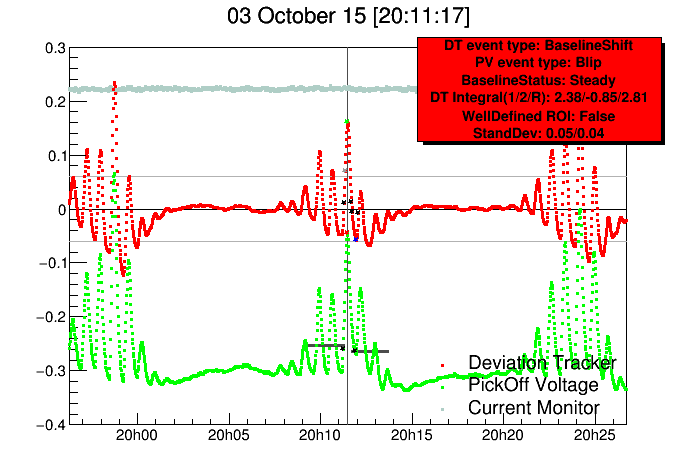 03 October 15 [20:11:17]
DT event type: BaselineShift
PV event type: Blip
BaselineStatus: Steady
DT Integral(1/2/R): 2.38/-0.85/2.81
WellDefined ROI: False
StandDev: 0.05/0.04
0.3
0.2
0.1
0
−0.1
−0.2
−0.3
−0.4
Deviation Tracker
PickOff Voltage
Current Monitor
20h00
20h05
20h10
20h15
20h20
20h25